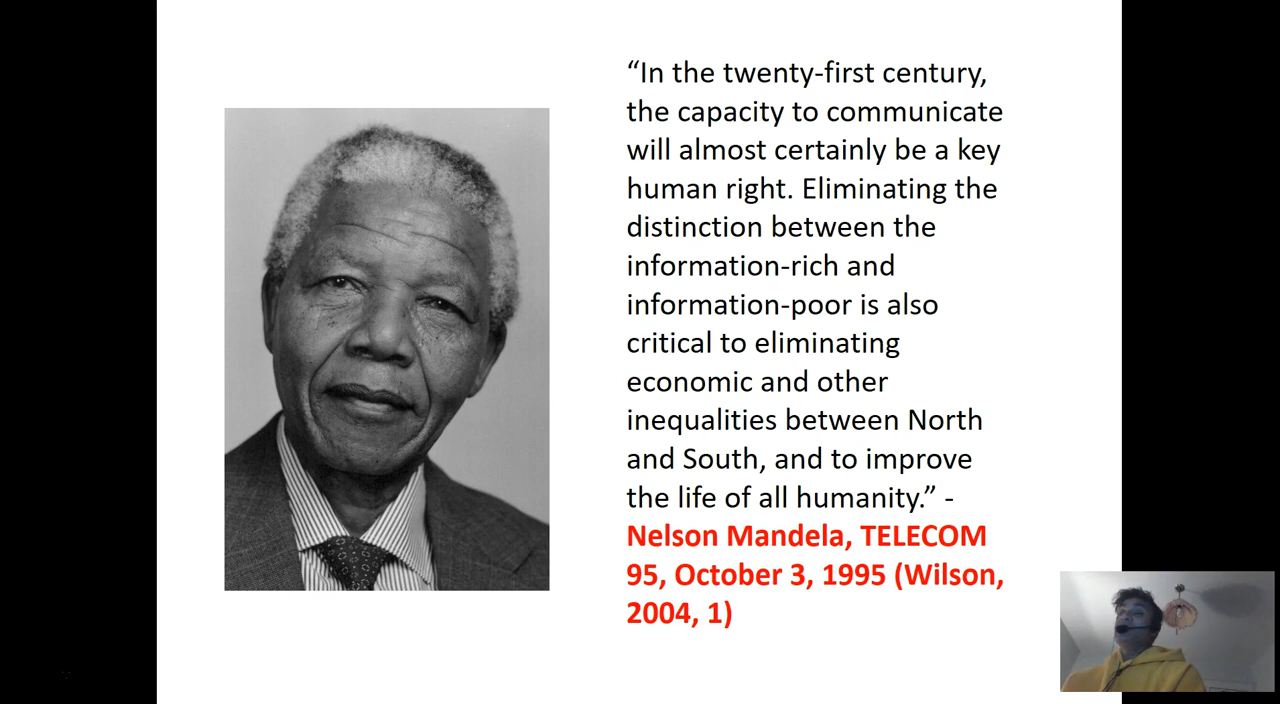 “In the twenty-first century,
the capacity to communicate
will almost certainly be a key
human right. Eliminating the
distinction between the
information-rich and
information-poor is also
critical to eliminating
economic and other
inequalities between North
and South, and to improve
the life of all humanity.” -
Nelson Mandela, TELECOM
95, October 3, 1995 (Wilson,
2004, 1)